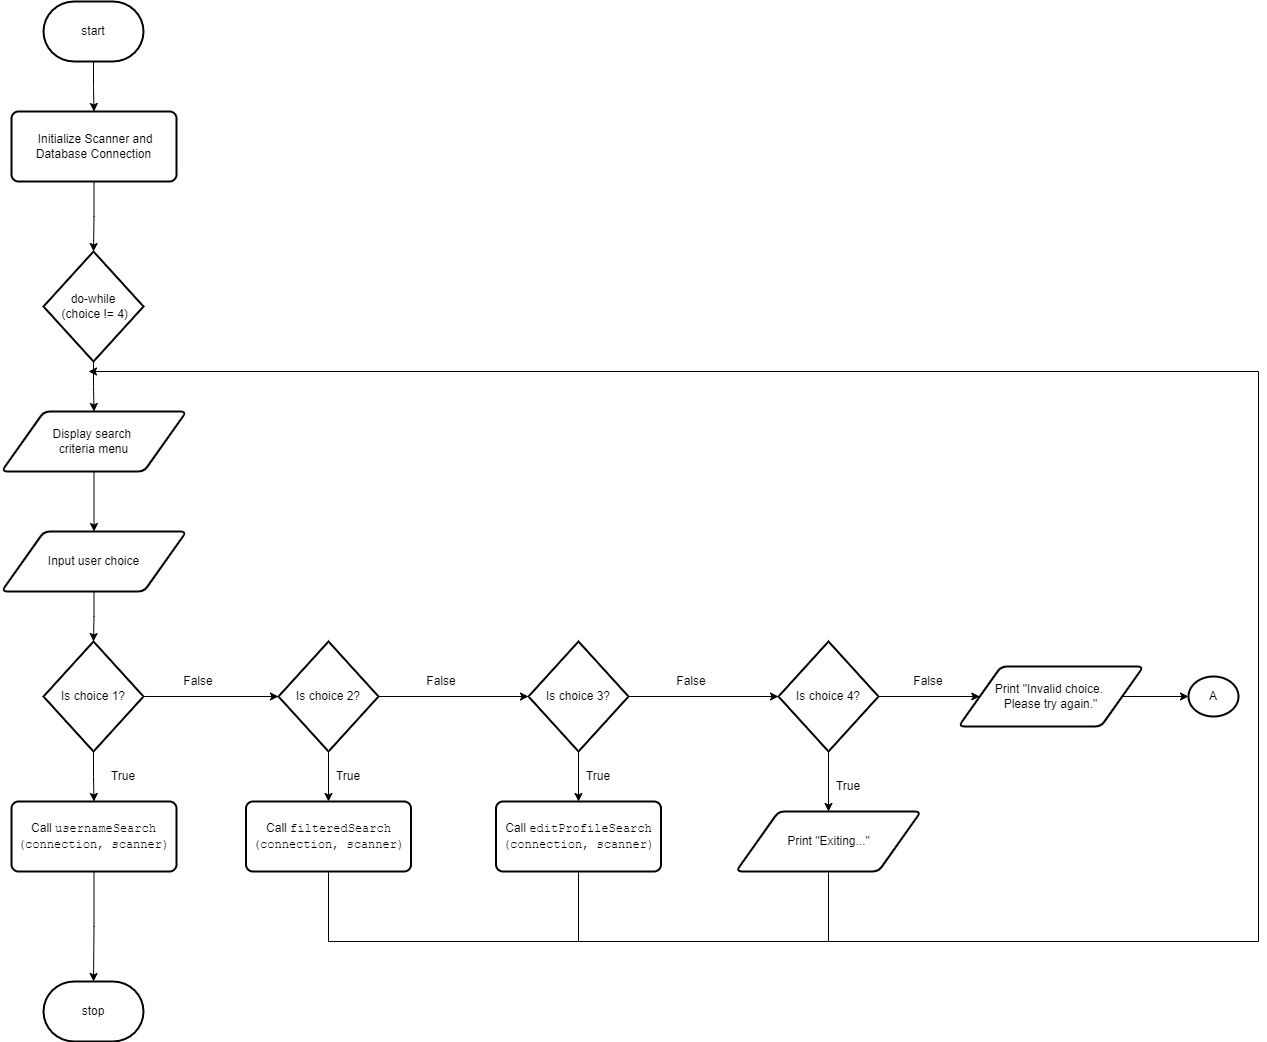 start
Initialize Scanner and
Database Connection
do-while
(choice != 4)
Display search
criteria menu
Input user choice
Is choice 1?
False
Is choice 2?
False
Is choice 3?
False
Is choice 4?
False
Print "Invalid choice.
Please try again."
A
True
True
True
True
Call usernameSearch
(connection, scanner)
Call filteredSearch
(connection, scanner)
Call editProfileSearch
(connection, scanner)
Print "Exiting..."
stop